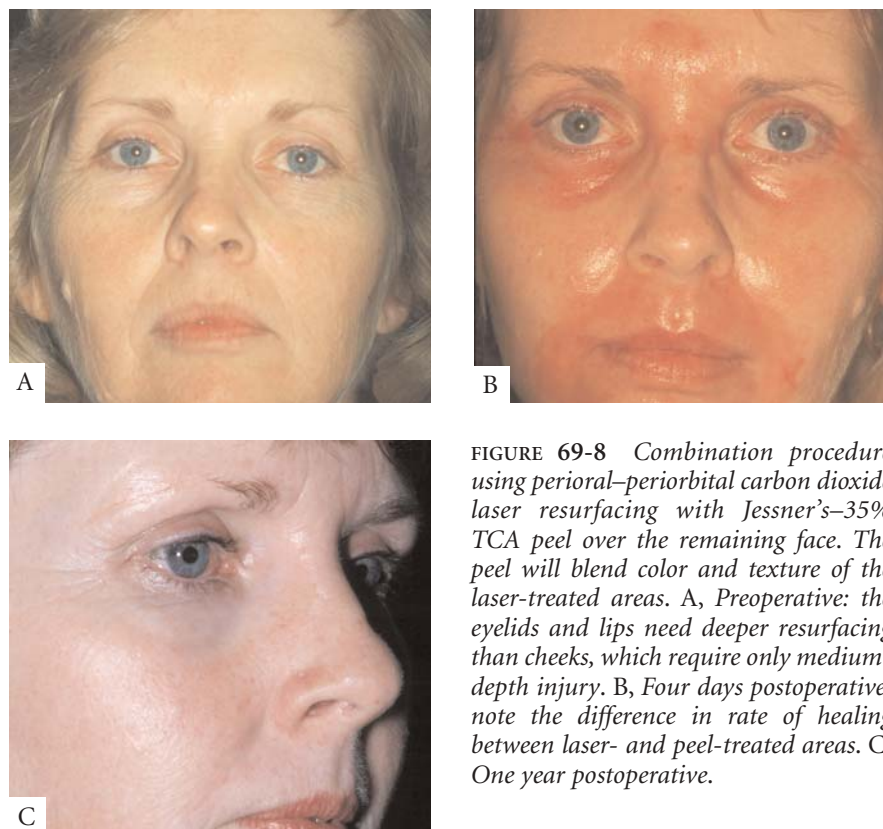 A
B
C
FIGURE 69-8 Combination procedur
using perioral–periorbital carbon dioxid
laser resurfacing with Jessner's–35%
TCA peel over the remaining face. Th
peel will blend color and texture of th
laser-treated areas. A, Preoperative: th
eyelids and lips need deeper resurfacing
than cheeks, which require only medium
depth injury. B, Four days postoperative
note the difference in rate of healing
between laser- and peel-treated areas. C
One year postoperative.